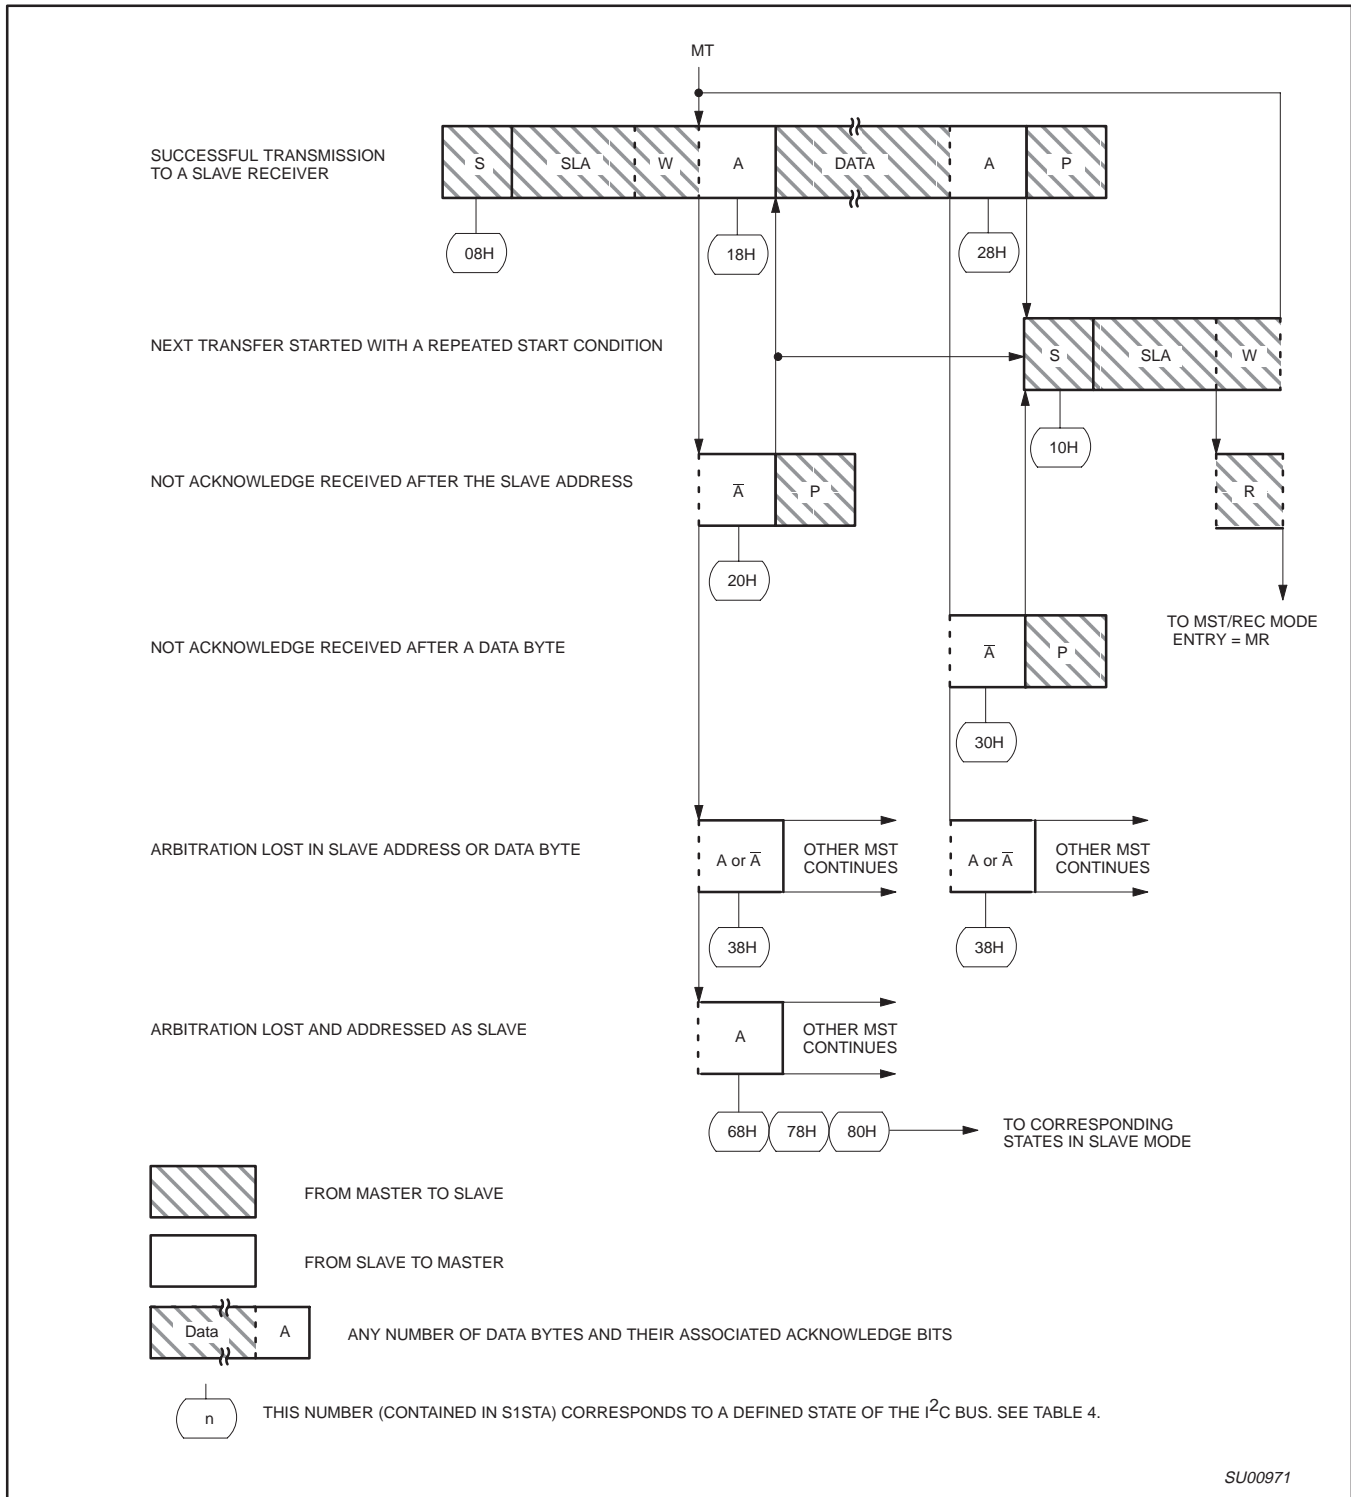 MT
SUCCESSFUL TRANSMISSION
TO A SLAVE RECEIVER
S SLA W A DATA A P
08H 18H 28H
NEXT TRANSFER STARTED WITH A REPEATED START CONDITION
S SLA W
10H
NOT ACKNOWLEDGE RECEIVED AFTER THE SLAVE ADDRESS
A̅ P
R
20H
TO MST/REC MODE
ENTRY = MR
NOT ACKNOWLEDGE RECEIVED AFTER A DATA BYTE
A̅ P
30H
ARBITRATION LOST IN SLAVE ADDRESS OR DATA BYTE
A or A̅
OTHER MST
CONTINUES
A or A̅
OTHER MST
CONTINUES
38H 38H
ARBITRATION LOST AND ADDRESSED AS SLAVE
A
OTHER MST
CONTINUES
68H 78H 80H
TO CORRESPONDING
STATES IN SLAVE MODE
FROM MASTER TO SLAVE
FROM SLAVE TO MASTER
Data A
ANY NUMBER OF DATA BYTES AND THEIR ASSOCIATED ACKNOWLEDGE BITS
n
THIS NUMBER (CONTAINED IN S1STA) CORRESPONDS TO A DEFINED STATE OF THE I²C BUS. SEE TABLE 4.
SU00971